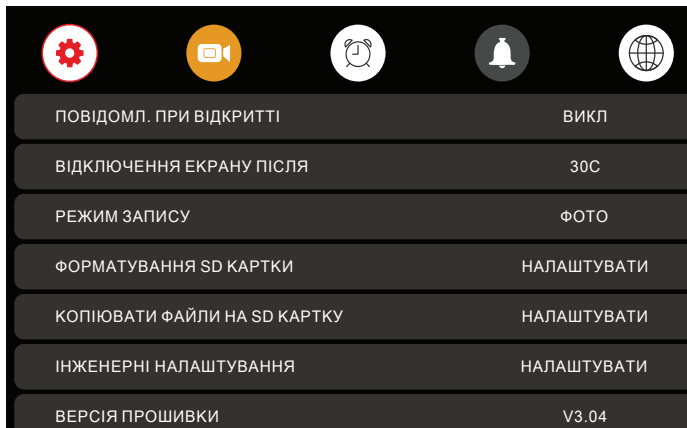 ПОВІДОМЛ. ПРИ ВІДКРИТТІ ВИКЛ
ВІДКЛЮЧЕННЯ ЕКРАНУ ПІСЛЯ 30С
РЕЖИМ ЗАПИСУ ФОТО
ФОРМАТУВАННЯ SD КАРТКИ НАЛАШТУВАТИ
КОПІЮВАТИ ФАЙЛИ НА SD КАРТКУ НАЛАШТУВАТИ
ІНЖЕНЕРНІ НАЛАШТУВАННЯ НАЛАШТУВАТИ
ВЕРСІЯ ПРОШИВКИ V3.04